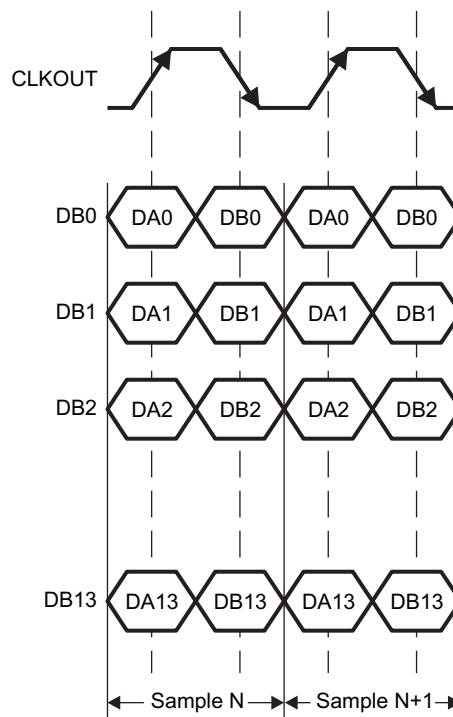 CLKOUT
DB0 DA0 DB0 DA0 DB0
DB1 DA1 DB1 DA1 DB1
DB2 DA2 DB2 DA2 DB2
DB13 DA13 DB13 DA13 DB13
Sample N Sample N+1